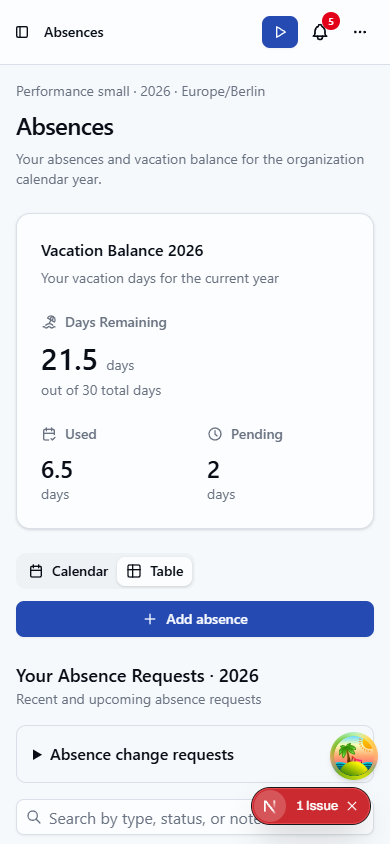 Absences
5
Performance small · 2026 · Europe/Berlin
Absences
Your absences and vacation balance for the organization
calendar year.
Vacation Balance 2026
Your vacation days for the current year
Days Remaining
21.5 days
out of 30 total days
Used
6.5
days
Pending
2
days
Calendar
Table
Add absence
Your Absence Requests · 2026
Recent and upcoming absence requests
Absence change requests
N
1 Issue
Search by type, status, or note